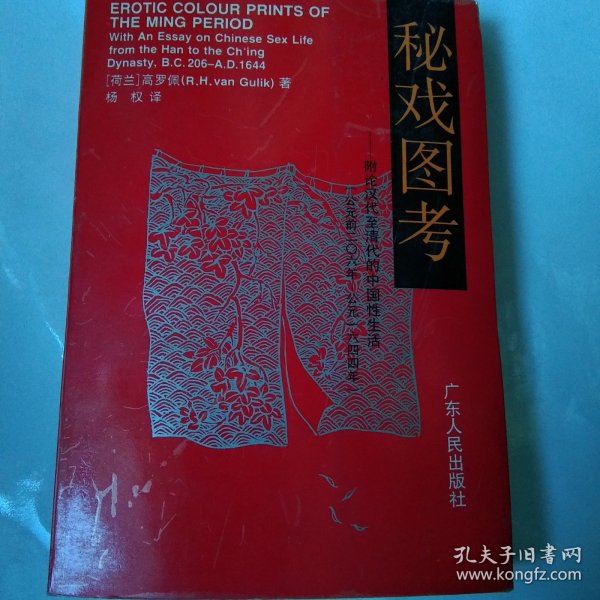 EROTIC COLOUR PRINTS OF
THE MING PERIOD
With An Essay on Chinese Sex Life
from the Han to the Ch'ing
Dynasty, B.C. 206–A.D.1644
[荷兰]高罗佩(R.H.van Gulik)著
杨 权 译
秘戏图考
——附论汉代至清代的中国性生活
(公元前二〇六年—公元一六四四年
广东人民出版社
孔夫子旧书网
www.kongfz.com